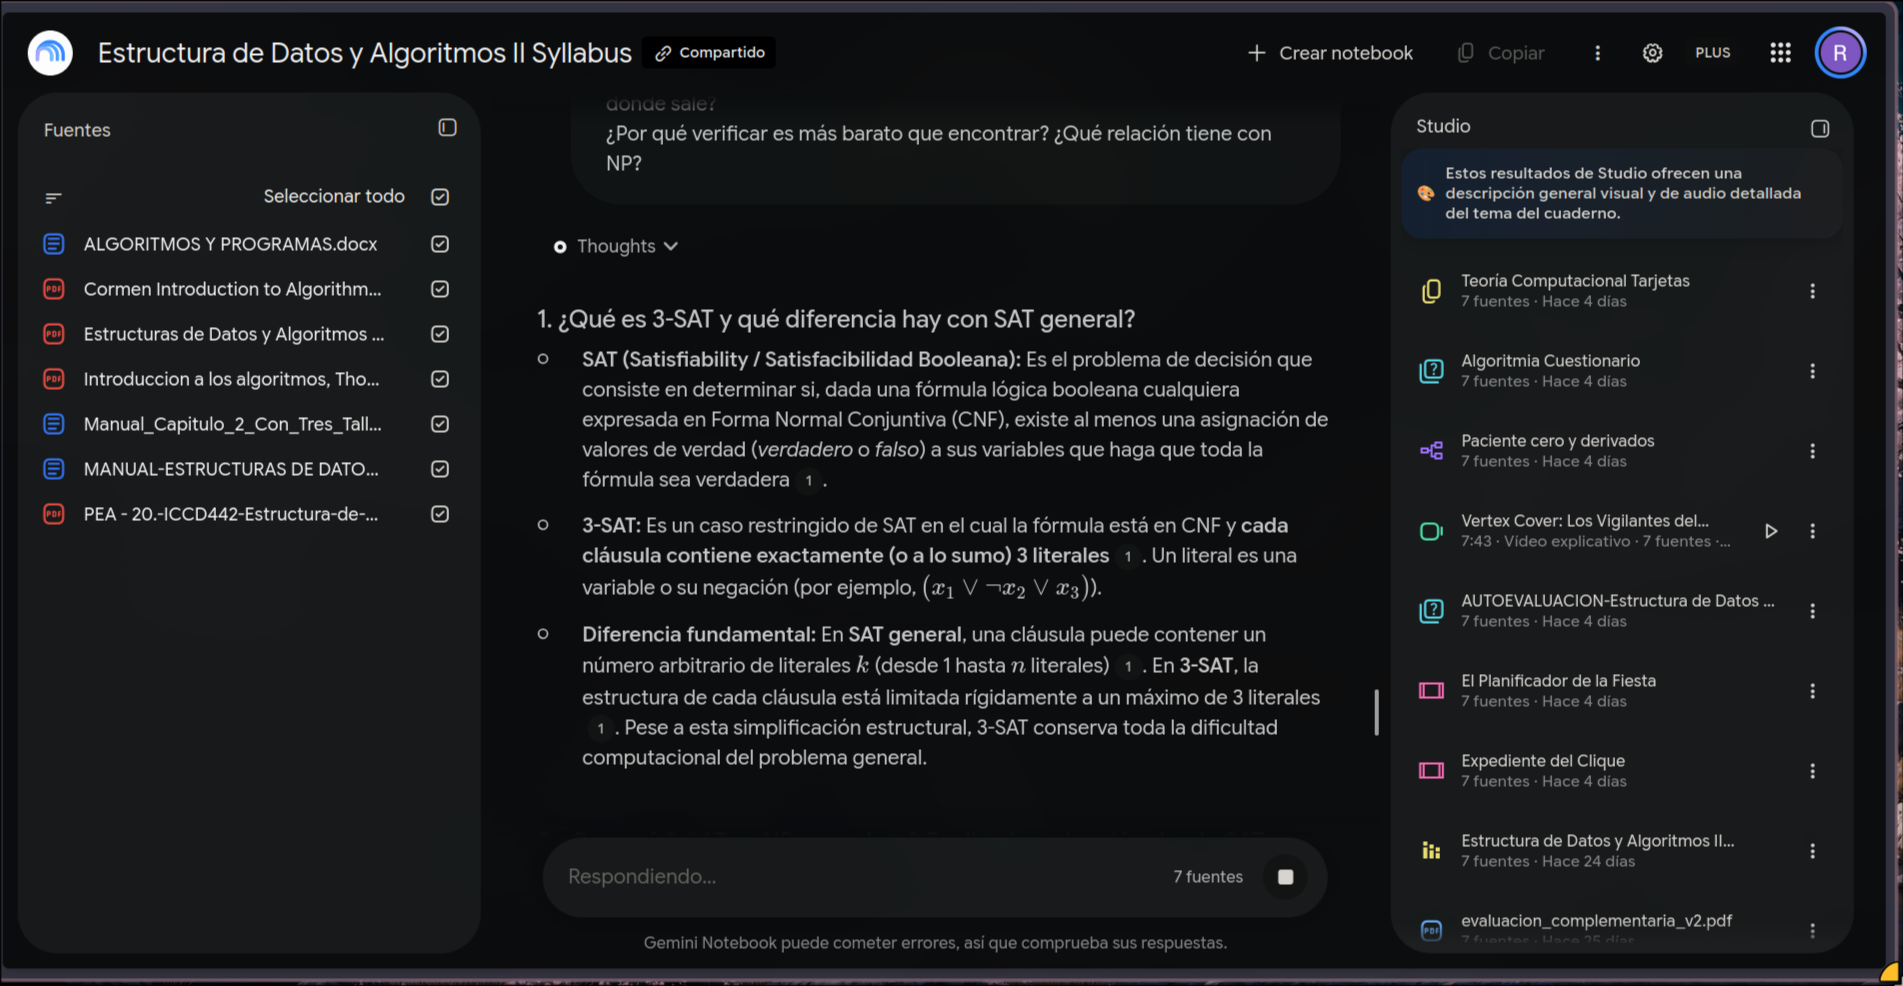 Estructura de Datos y Algoritmos II Syllabus
Compartido
Crear notebook
Copiar
PLUS
R
Fuentes
Seleccionar todo
ALGORITMOS Y PROGRAMAS.docx
PDF Cormen Introduction to Algorithm...
PDF Estructuras de Datos y Algoritmos ...
PDF Introduccion a los algoritmos, Tho...
Manual_Capitulo_2_Con_Tres_Tall...
MANUAL-ESTRUCTURAS DE DATO...
PDF PEA - 20.-ICCD442-Estructura-de-...
donde sale?
¿Por qué verificar es más barato que encontrar? ¿Qué relación tiene con
NP?
Thoughts
1. ¿Qué es 3-SAT y qué diferencia hay con SAT general?
SAT (Satisfiability / Satisfacibilidad Booleana): Es el problema de decisión que
consiste en determinar si, dada una fórmula lógica booleana cualquiera
expresada en Forma Normal Conjuntiva (CNF), existe al menos una asignación de
valores de verdad (verdadero o falso) a sus variables que haga que toda la
fórmula sea verdadera 1 .
3-SAT: Es un caso restringido de SAT en el cual la fórmula está en CNF y cada
cláusula contiene exactamente (o a lo sumo) 3 literales 1 . Un literal es una
variable o su negación (por ejemplo, (x₁ ∨ ¬x₂ ∨ x₃)).
Diferencia fundamental: En SAT general, una cláusula puede contener un
número arbitrario de literales k (desde 1 hasta n literales) 1 . En 3-SAT, la
estructura de cada cláusula está limitada rígidamente a un máximo de 3 literales
1 . Pese a esta simplificación estructural, 3-SAT conserva toda la dificultad
computacional del problema general.
Respondiendo...
7 fuentes
Gemini Notebook puede cometer errores, así que comprueba sus respuestas.
Studio
Estos resultados de Studio ofrecen una
descripción general visual y de audio detallada
del tema del cuaderno.
Teoría Computacional Tarjetas
7 fuentes · Hace 4 días
Algoritmia Cuestionario
7 fuentes · Hace 4 días
Paciente cero y derivados
7 fuentes · Hace 4 días
Vertex Cover: Los Vigilantes del...
7:43 · Vídeo explicativo · 7 fuentes ·...
AUTOEVALUACION-Estructura de Datos ...
7 fuentes · Hace 4 días
El Planificador de la Fiesta
7 fuentes · Hace 4 días
Expediente del Clique
7 fuentes · Hace 4 días
Estructura de Datos y Algoritmos II...
7 fuentes · Hace 24 días
PDF evaluacion_complementaria_v2.pdf
7 fuentes · Hace 25 días